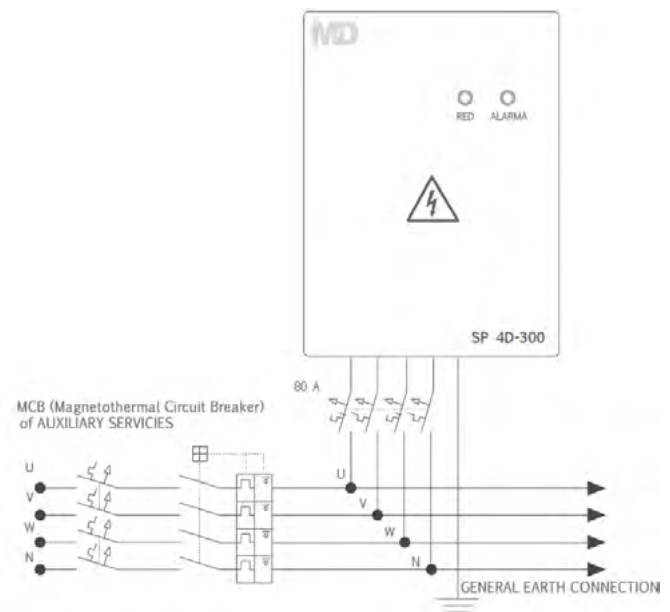 MD
RED ALARMA
SP 4D-300
80 A
MCB (Magnetothermal Circuit Breaker)
of AUXILIARY SERVICIES
U
V
W
N
U
V
W
N
GENERAL EARTH CONNECTION